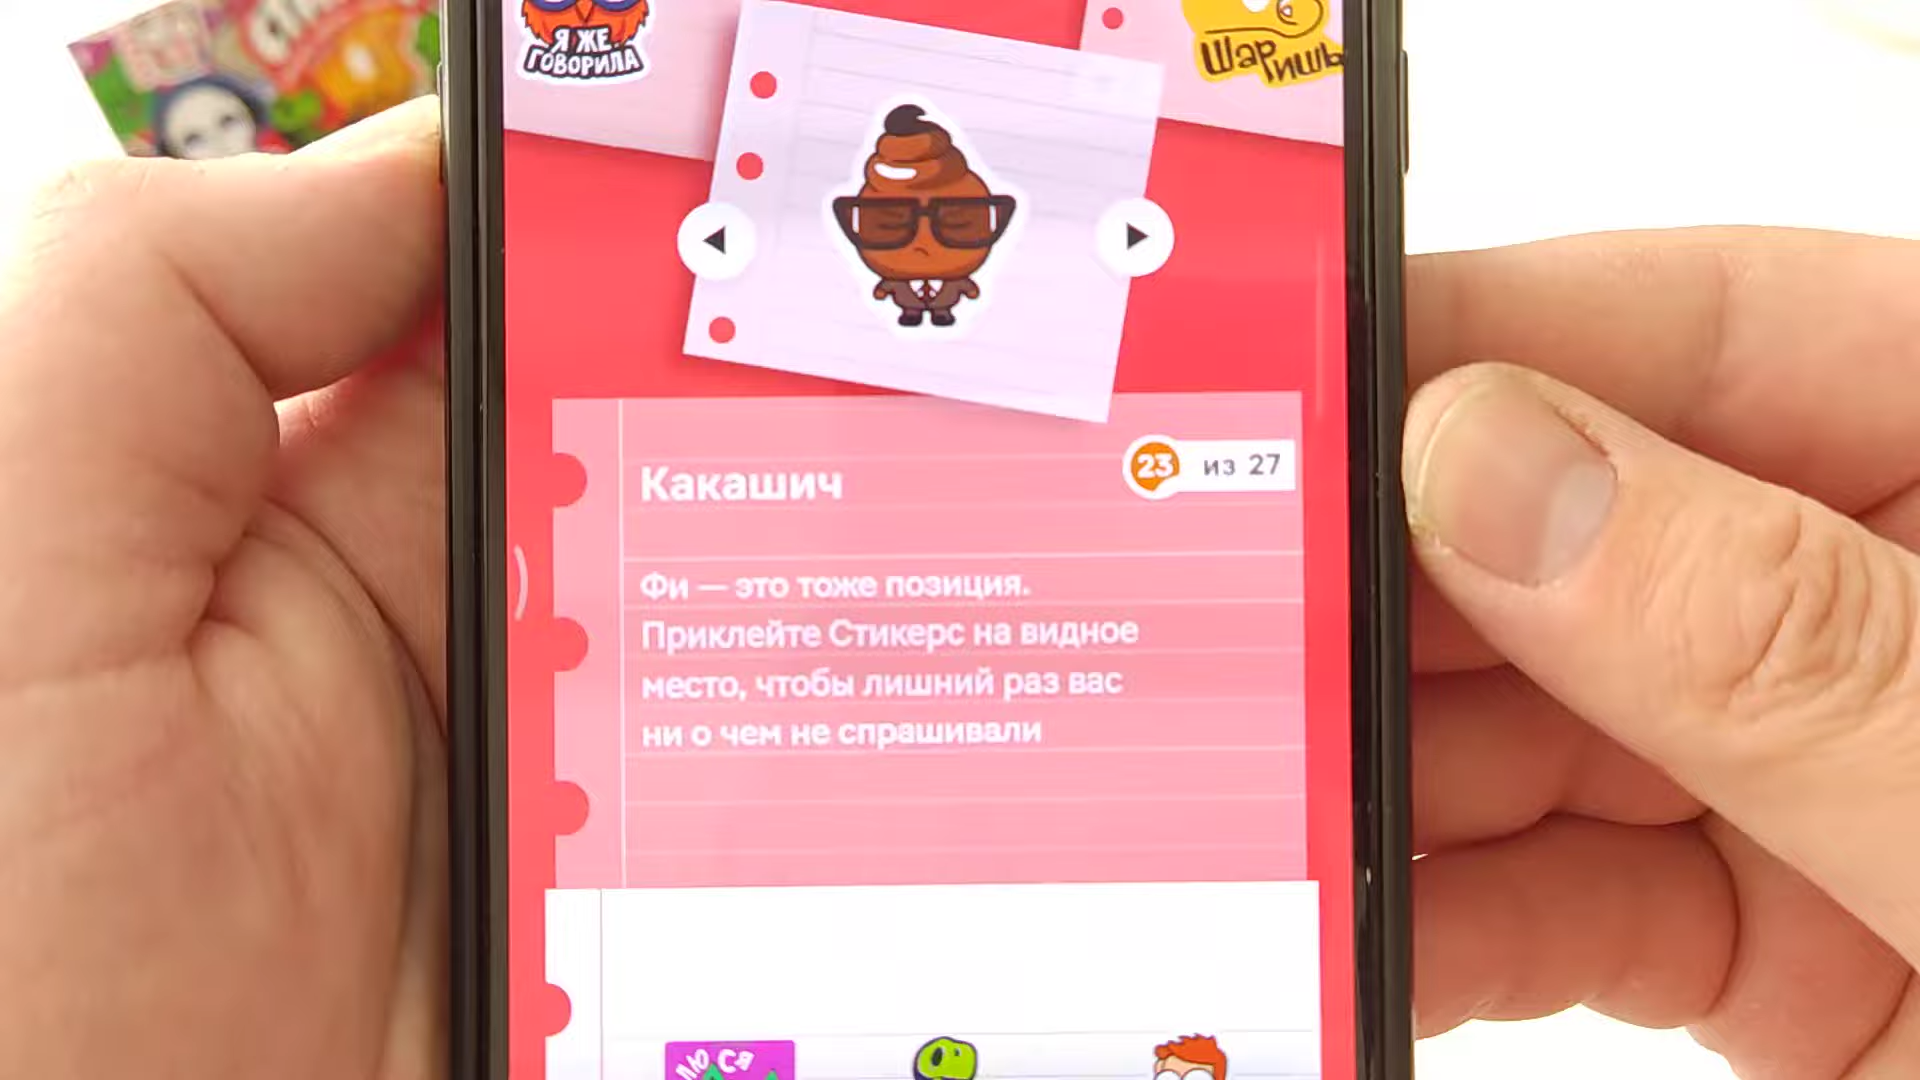 Я ЖЕ
ГОВОРИЛА
ШАРИШЬ
Какашич
23 из 27
Фи — это тоже позиция.
Приклейте Стикерс на видное
место, чтобы лишний раз вас
ни о чем не спрашивали
ЛЮСЯ